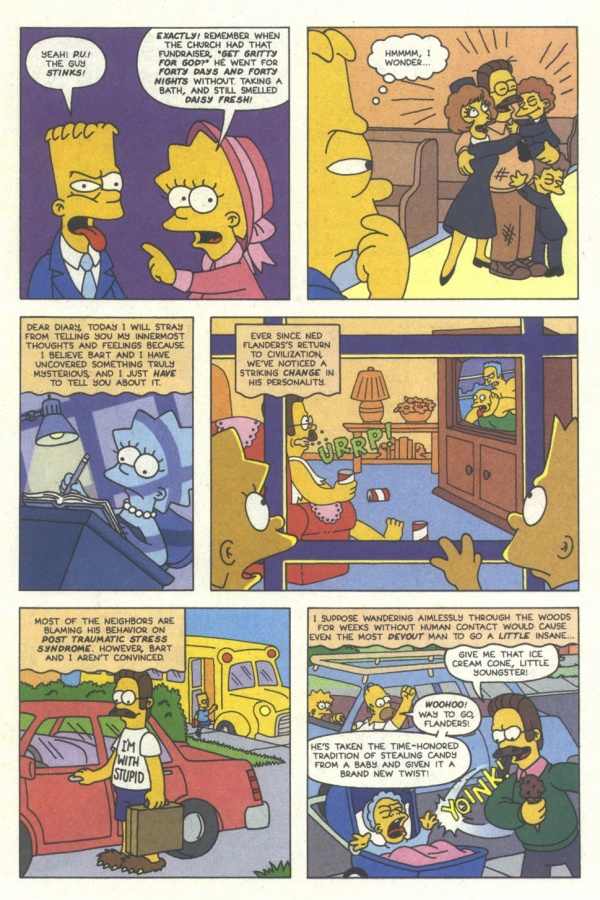 YEAH! P.U.!
THE GUY
STINKS!
EXACTLY! REMEMBER WHEN
THE CHURCH HAD THAT
FUNDRAISER, "GET GRITTY
FOR GOD?" HE WENT FOR
FORTY DAYS AND FORTY
NIGHTS WITHOUT TAKING A
BATH, AND STILL SMELLED
DAISY FRESH!
HMMMM, I
WONDER...
DEAR DIARY, TODAY I WILL STRAY
FROM TELLING YOU MY INNERMOST
THOUGHTS AND FEELINGS BECAUSE
I BELIEVE BART AND I HAVE
UNCOVERED SOMETHING TRULY
MYSTERIOUS, AND I JUST HAVE
TO TELL YOU ABOUT IT.
EVER SINCE NED
FLANDERS'S RETURN
TO CIVILIZATION,
WE'VE NOTICED A
STRIKING CHANGE IN
HIS PERSONALITY.
URRP!
MOST OF THE NEIGHBORS ARE
BLAMING HIS BEHAVIOR ON
POST TRAUMATIC STRESS
SYNDROME. HOWEVER, BART
AND I AREN'T CONVINCED.
I'M
WITH
STUPID
I SUPPOSE WANDERING AIMLESSLY THROUGH THE WOODS
FOR WEEKS WITHOUT HUMAN CONTACT WOULD CAUSE
EVEN THE MOST DEVOUT MAN TO GO A LITTLE INSANE...
GIVE ME THAT ICE
CREAM CONE, LITTLE
YOUNGSTER!
WOOHOO!
WAY TO GO,
FLANDERS!
HE'S TAKEN THE TIME-HONORED
TRADITION OF STEALING CANDY
FROM A BABY AND GIVEN IT A
BRAND NEW TWIST!
YOINK!